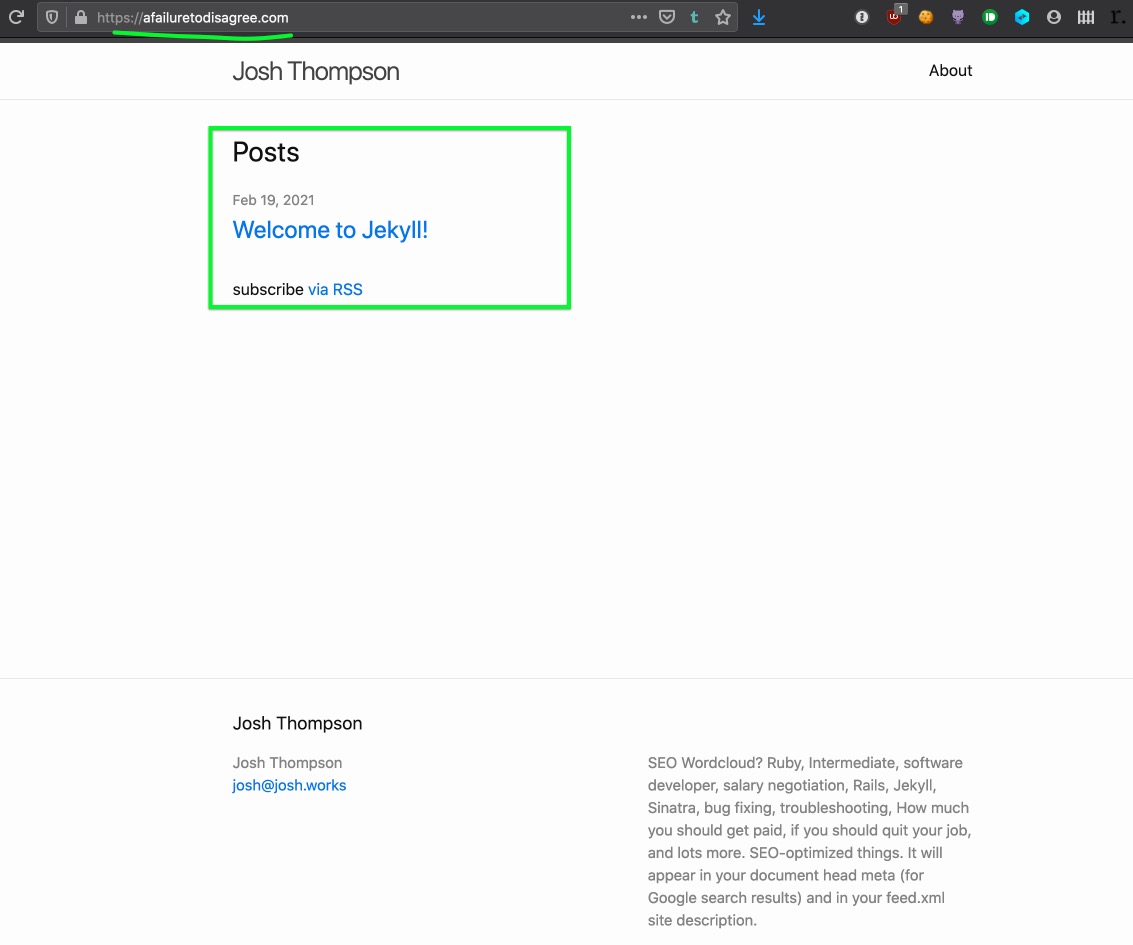 https://afailuretodisagree.com
1
r.
Josh Thompson
About
Posts
Feb 19, 2021
Welcome to Jekyll!
subscribe via RSS
Josh Thompson
Josh Thompson
josh@josh.works
SEO Wordcloud? Ruby, Intermediate, software
developer, salary negotiation, Rails, Jekyll,
Sinatra, bug fixing, troubleshooting, How much
you should get paid, if you should quit your job,
and lots more. SEO-optimized things. It will
appear in your document head meta (for
Google search results) and in your feed.xml
site description.